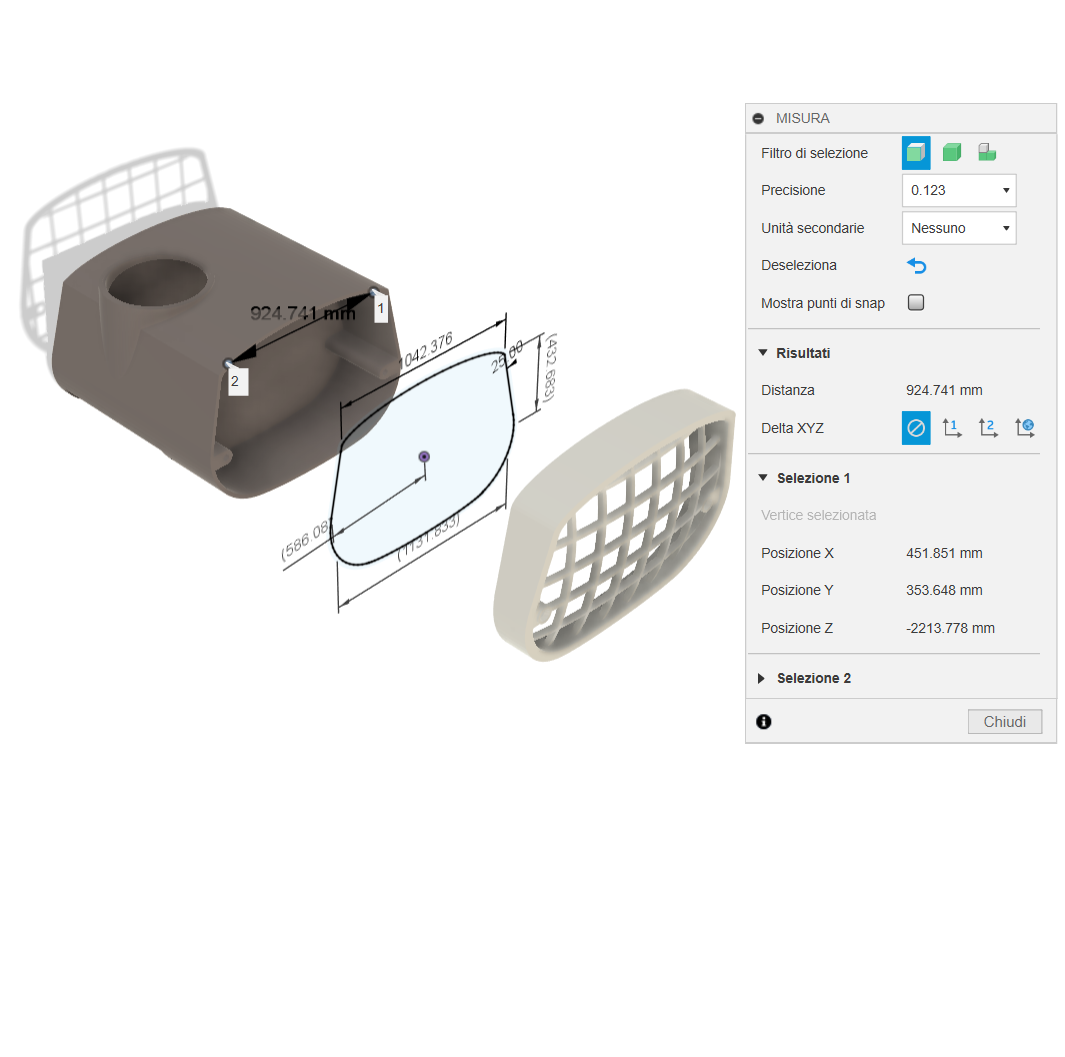 MISURA
Filtro di selezione
Precisione 0.123
Unità secondarie Nessuno
Deseleziona
Mostra punti di snap
Risultati
Distanza 924.741 mm
Delta XYZ 1 2
Selezione 1
Vertice selezionata
Posizione X 451.851 mm
Posizione Y 353.648 mm
Posizione Z -2213.778 mm
Selezione 2
Chiudi
924.741 mm
1
2
1042.376
25.00
(432.683)
(586.08
(1131.833)